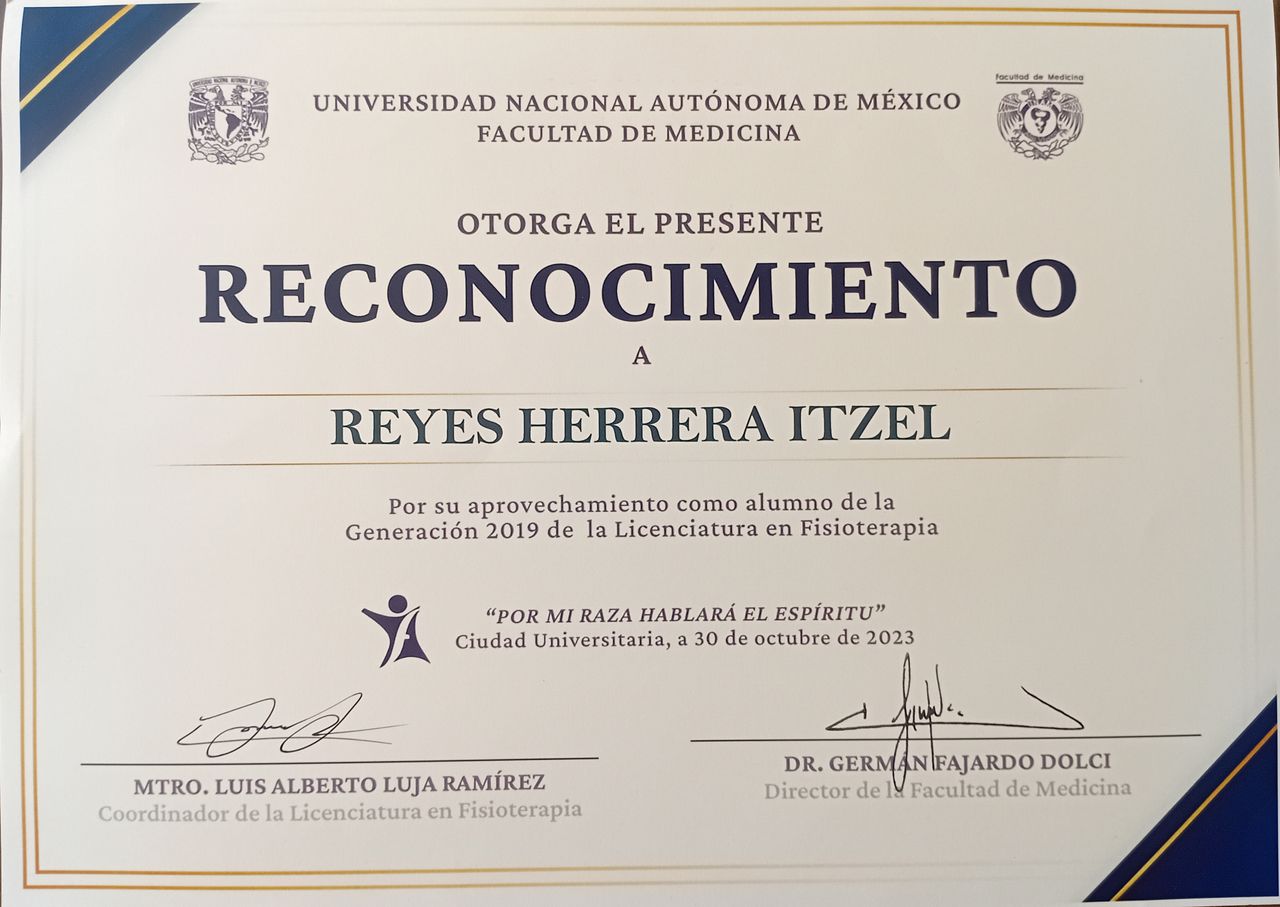 UNIVERSIDAD NACIONAL AUTÓNOMA DE MÉXICO
FACULTAD DE MEDICINA
Facultad de Medicina
OTORGA EL PRESENTE
RECONOCIMIENTO
A
REYES HERRERA ITZEL
Por su aprovechamiento como alumno de la
Generación 2019 de la Licenciatura en Fisioterapia
“POR MI RAZA HABLARÁ EL ESPÍRITU”
Ciudad Universitaria, a 30 de octubre de 2023
MTRO. LUIS ALBERTO LUJA RAMÍREZ
Coordinador de la Licenciatura en Fisioterapia
DR. GERMÁN FAJARDO DOLCI
Director de la Facultad de Medicina